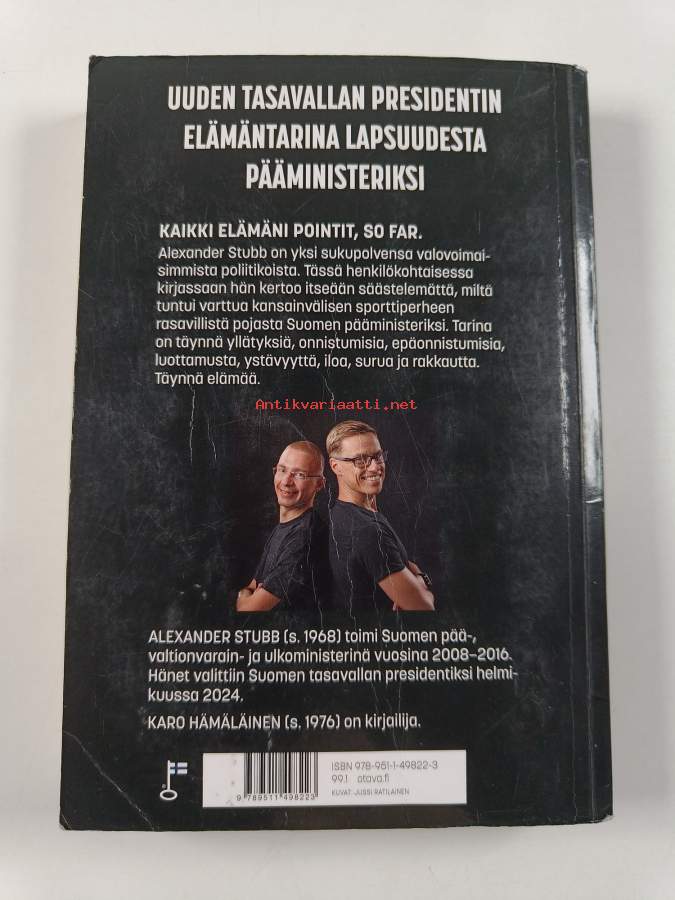 UUDEN TASAVALLAN PRESIDENTIN
ELÄMÄNTARINA LAPSUUDESTA
PÄÄMINISTERIKSI
KAIKKI ELÄMÄNI POINTIT, SO FAR.
Alexander Stubb on yksi sukupolvensa valovoimai-
simmista poliitikoista. Tässä henkilökohtaisessa
kirjassaan hän kertoo itseään säästelemättä, miltä
tuntui varttua kansainvälisen sporttiperheen
rasavillistä pojasta Suomen pääministeriksi. Tarina
on täynnä yllätyksiä, onnistumisia, epäonnistumisia,
luottamusta, ystävyyttä, iloa, surua ja rakkautta.
Täynnä elämää.
Antikvariaatti.net
ALEXANDER STUBB (s. 1968) toimi Suomen pää-,
valtionvarain- ja ulkoministerinä vuosina 2008–2016.
Hänet valittiin Suomen tasavallan presidentiksi helmi-
kuussa 2024.
KARO HÄMÄLÄINEN (s. 1976) on kirjailija.
ISBN 978-951-1-49822-3
99.1 otava.fi
KUVAT: JUSSI RATILAINEN
9 789511 498223